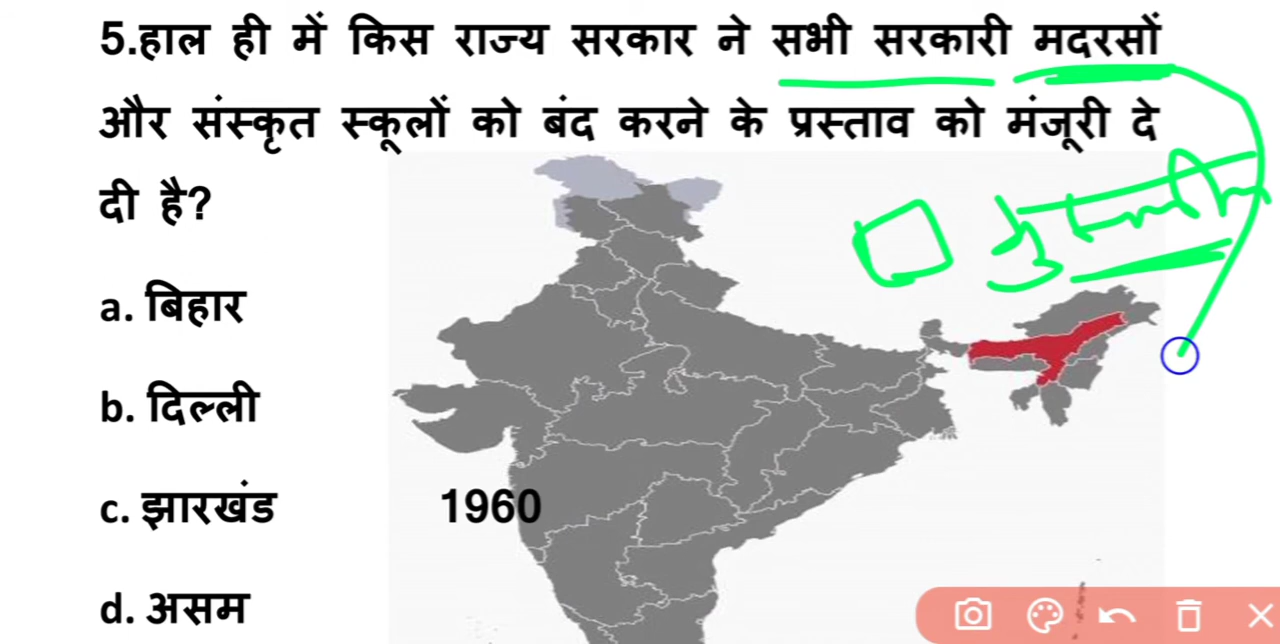 5.हाल ही में किस राज्य सरकार ने सभी सरकारी मदरसों
और संस्कृत स्कूलों को बंद करने के प्रस्ताव को मंजूरी दे
दी है?
a. बिहार
b. दिल्ली
c. झारखंड
1960
d. असम